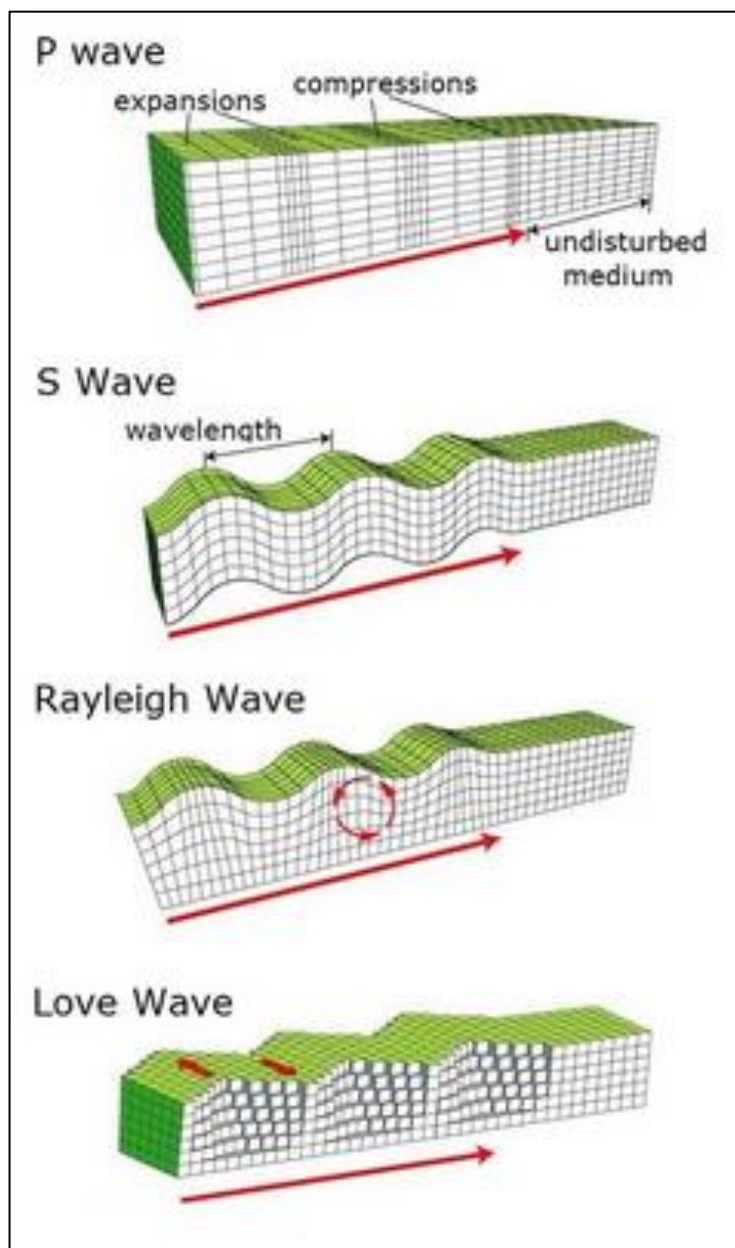 P wave
compressions
expansions
undisturbed
medium
S Wave
wavelength
Rayleigh Wave
Love Wave